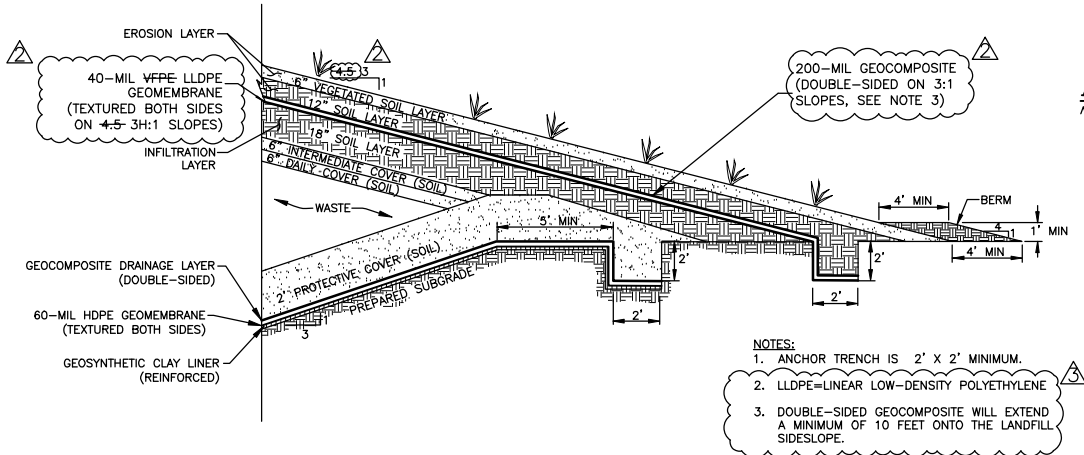 EROSION LAYER
2
40-MIL VFPE LLDPE
GEOMEMBRANE
(TEXTURED BOTH SIDES
ON 4.5 3H:1 SLOPES)
INFILTRATION
LAYER
2
4.5 3
1
6" VEGETATED SOIL LAYER
12" SOIL LAYER
18" SOIL LAYER
6" INTERMEDIATE COVER (SOIL)
6" DAILY COVER (SOIL)
WASTE
2
200-MIL GEOCOMPOSITE
(DOUBLE-SIDED ON 3:1
SLOPES, SEE NOTE 3)
4' MIN
BERM
4
1
1' MIN
4' MIN
5' MIN
2'
2'
2'
2'
GEOCOMPOSITE DRAINAGE LAYER
(DOUBLE-SIDED)
2' PROTECTIVE COVER (SOIL)
PREPARED SUBGRADE
1
3
60-MIL HDPE GEOMEMBRANE
(TEXTURED BOTH SIDES)
GEOSYNTHETIC CLAY LINER
(REINFORCED)
NOTES:
1. ANCHOR TRENCH IS 2' X 2' MINIMUM.
3
2. LLDPE=LINEAR LOW-DENSITY POLYETHYLENE
3. DOUBLE-SIDED GEOCOMPOSITE WILL EXTEND
A MINIMUM OF 10 FEET ONTO THE LANDFILL
SIDESLOPE.